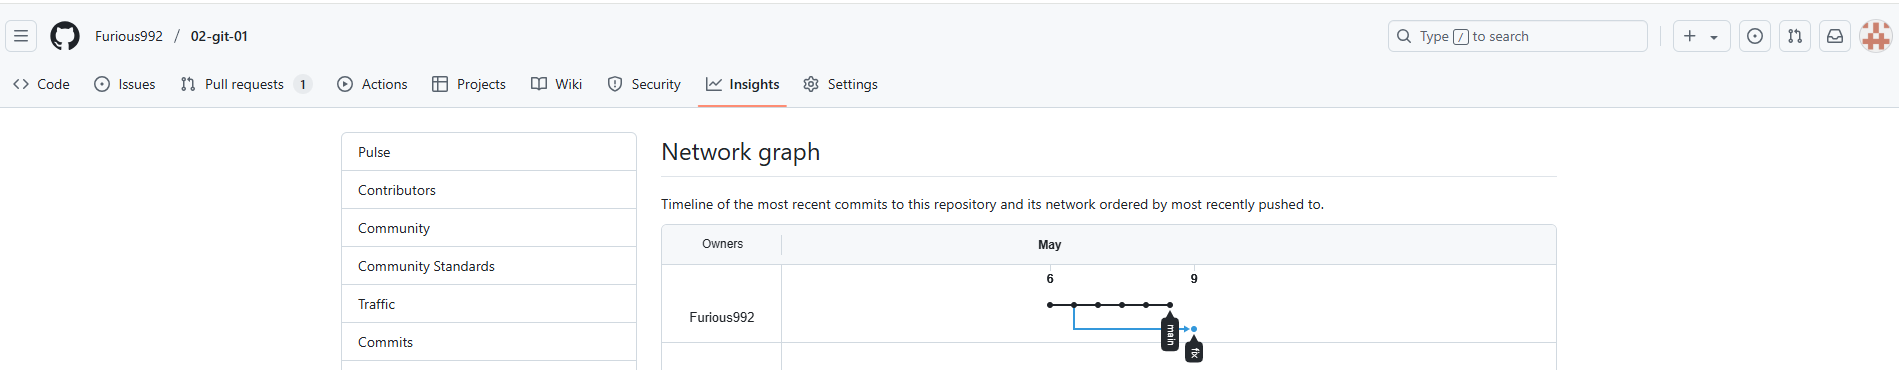 Furious992 / 02-git-01
Type / to search
Code
Issues
Pull requests 1
Actions
Projects
Wiki
Security
Insights
Settings
Pulse
Contributors
Community
Community Standards
Traffic
Commits
Network graph
Timeline of the most recent commits to this repository and its network ordered by most recently pushed to.
Owners
May
6
9
Furious992
main
fix